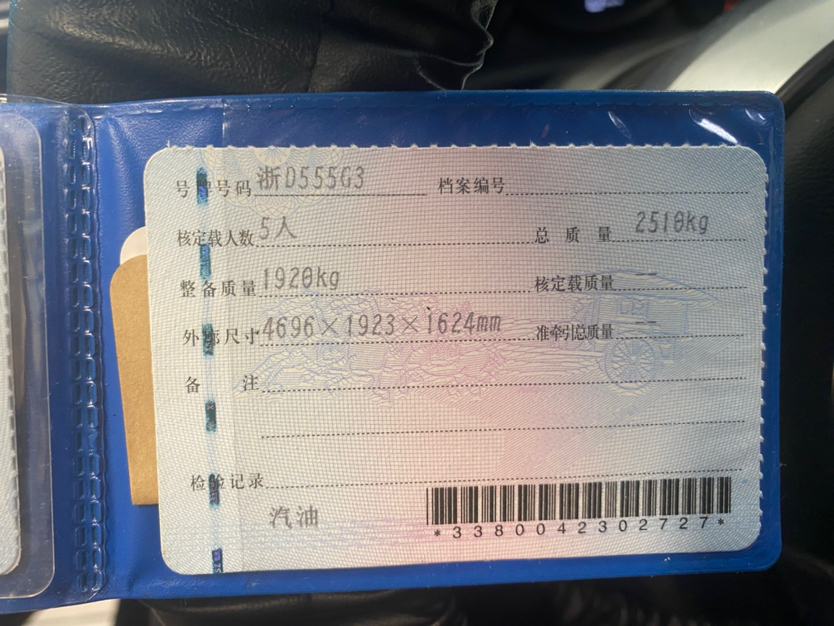 号牌号码 浙D555G3 档案编号
核定载人数 5人 总质量 2510kg
整备质量 1920kg 核定载质量 --
外廓尺寸 4696×1923×1624mm 准牵引总质量 --
备注
检验记录
汽油
*3380042302727*